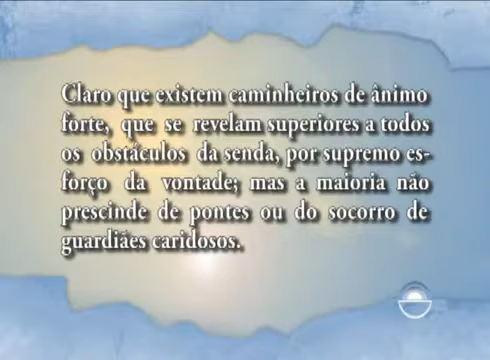 Claro que existem caminheiros de ânimo
forte, que se revelam superiores a todos
os obstáculos da senda, por supremo es-
forço da vontade; mas a maioria não
prescinde de pontes ou do socorro de
guardiães caridosos.